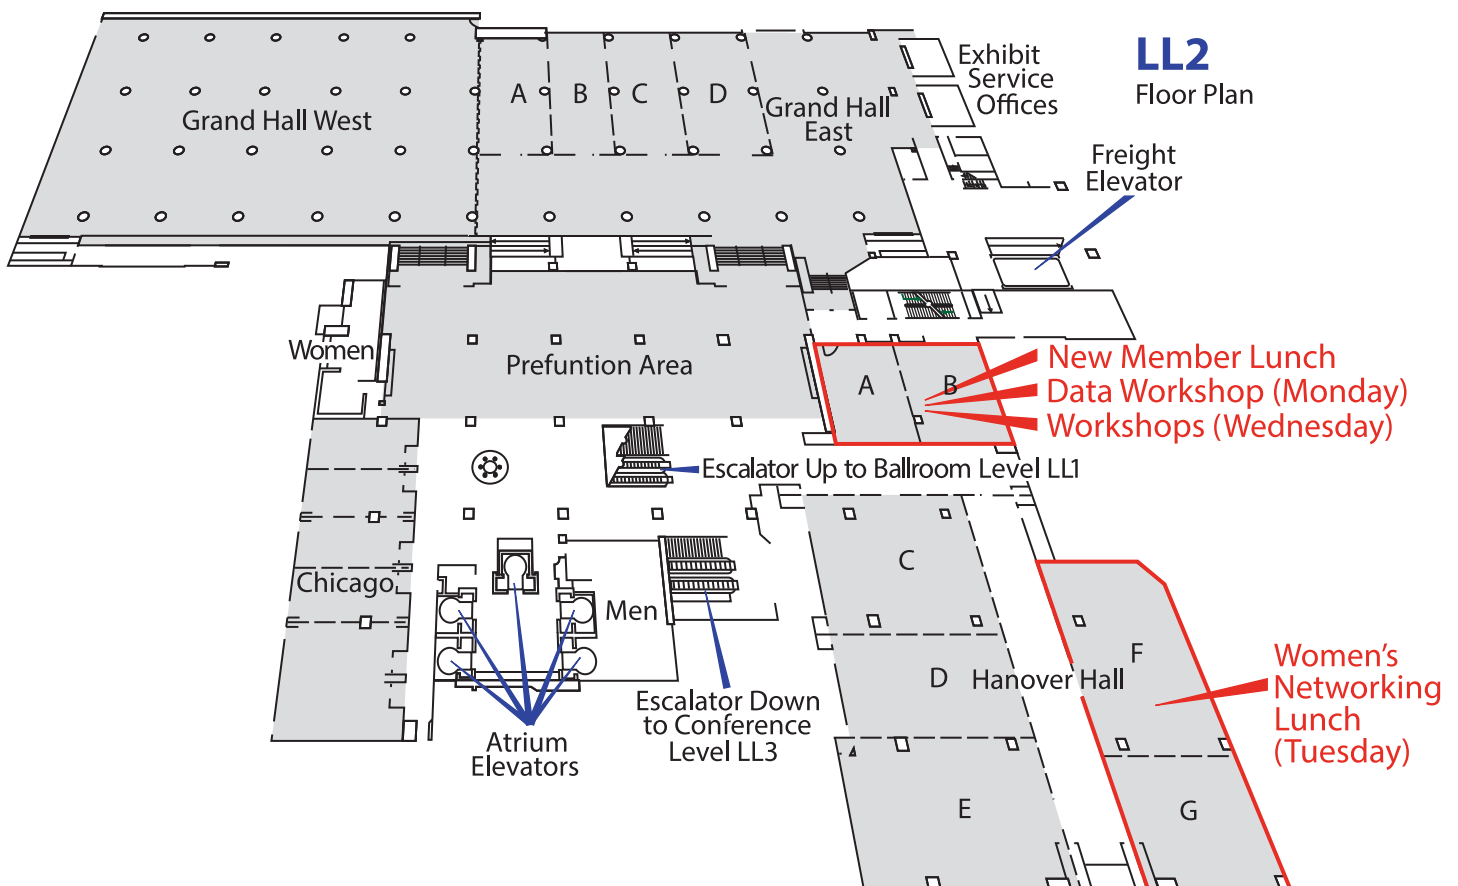 LL2
Floor Plan
Exhibit
Service
Offices
A
B
C
D
Grand Hall West
Grand Hall
East
Freight
Elevator
Women
Prefuntion Area
A
B
New Member Lunch
Data Workshop (Monday)
Workshops (Wednesday)
Escalator Up to Ballroom Level LL1
Chicago
Men
C
D
Hanover Hall
E
F
G
Women's
Networking
Lunch
(Tuesday)
Escalator Down
to Conference
Level LL3
Atrium
Elevators